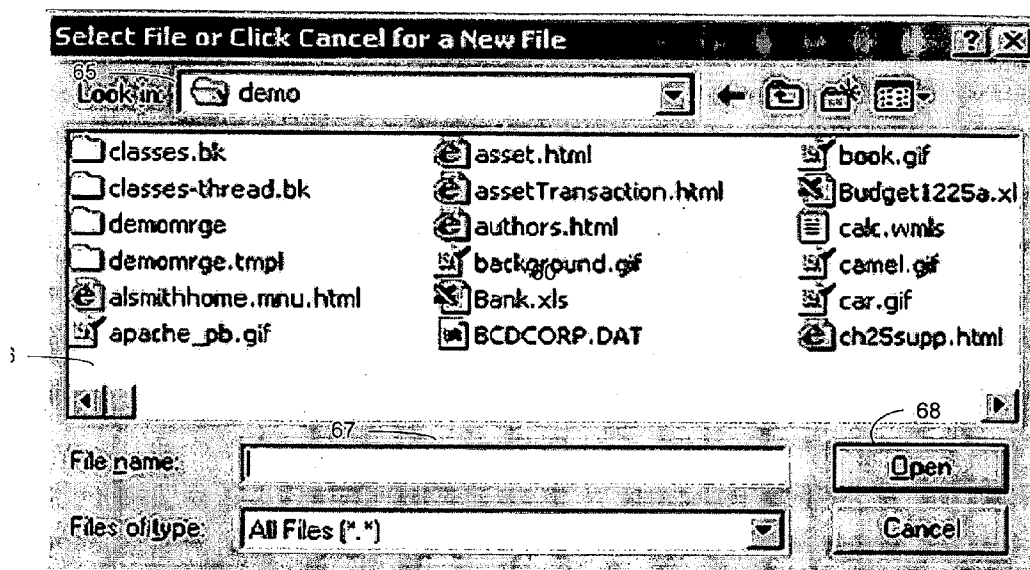 Select File or Click Cancel for a New File
65
Look in: demo
classes.bk
classes-thread.bk
demomrge
demomrge.tmpl
alsmithhome.mnu.html
apache_pb.gif
asset.html
assetTransaction.html
authors.html
background.gif
Bank.xls
BCDCORP.DAT
book.gif
Budget1225a.xl
calc.wmls
camel.gif
car.gif
ch25supp.html
67
68
File name:
Open
Files of type: All Files (*.*)
Cancel